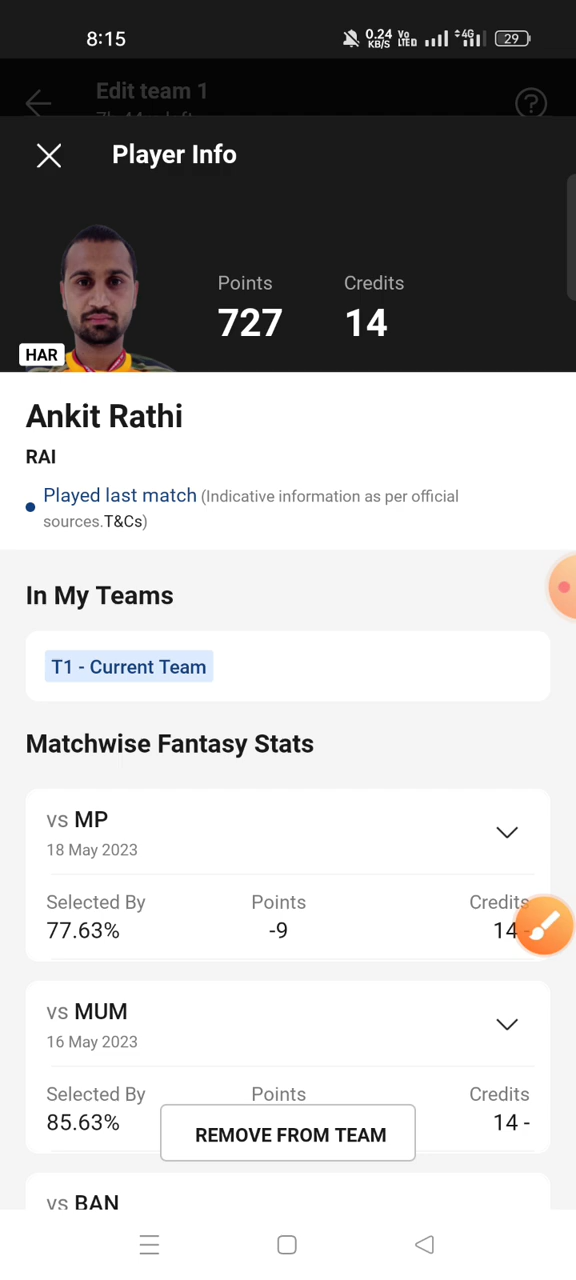 8:15
0.24 KB/S Vo LTED 4G 29
Edit team 1
Player Info
Points Credits
727 14
HAR
Ankit Rathi
RAI
Played last match (Indicative information as per official
sources.T&Cs)
In My Teams
T1 - Current Team
Matchwise Fantasy Stats
vs MP
18 May 2023
Selected By Points Credits
77.63% -9 14 -
vs MUM
16 May 2023
Selected By Points Credits
85.63% 14 -
REMOVE FROM TEAM
vs BAN